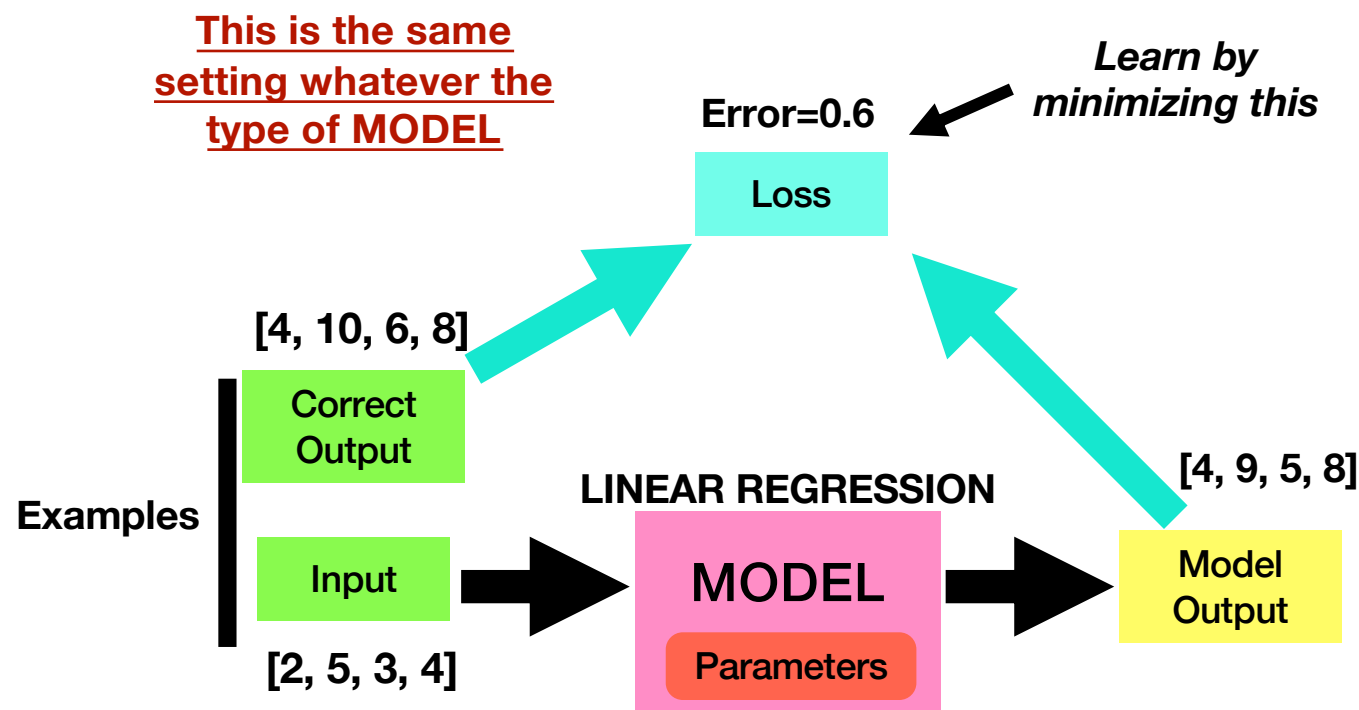 This is the same
setting whatever the
type of MODEL
Learn by
minimizing this
Error=0.6
Loss
[4, 10, 6, 8]
Correct
Output
Examples
Input
[2, 5, 3, 4]
LINEAR REGRESSION
MODEL
Parameters
[4, 9, 5, 8]
Model
Output